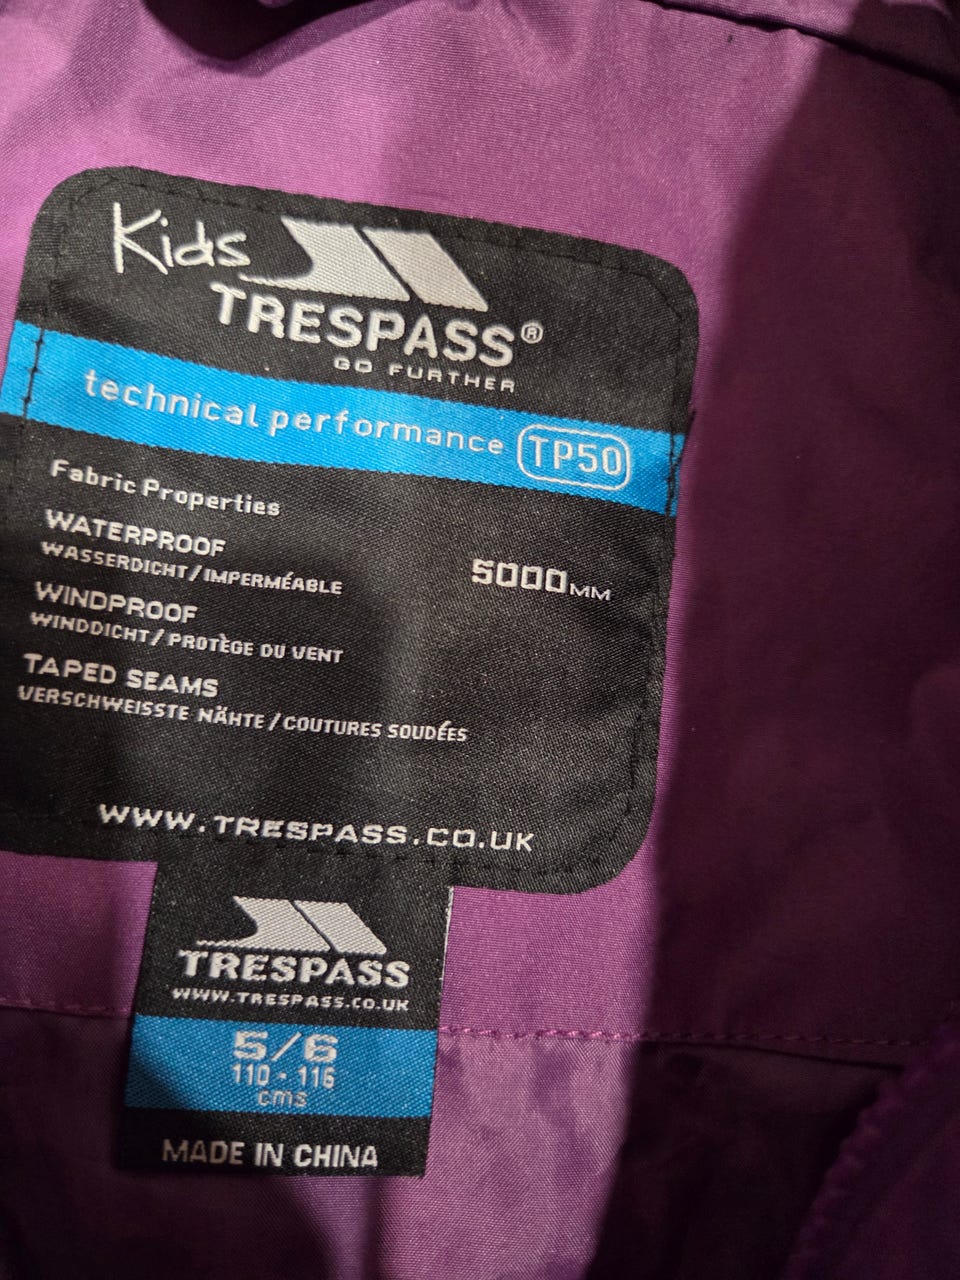 Kids
TRESPASS®
GO FURTHER
technical performance TP50
Fabric Properties
WATERPROOF 5000MM
WASSERDICHT/IMPERMÉABLE
WINDPROOF
WINDDICHT/PROTÈGE DU VENT
TAPED SEAMS
VERSCHWEISSTE NÄHTE/COUTURES SOUDÉES
WWW.TRESPASS.CO.UK
TRESPASS
WWW.TRESPASS.CO.UK
5/6
110 - 116
cms
MADE IN CHINA